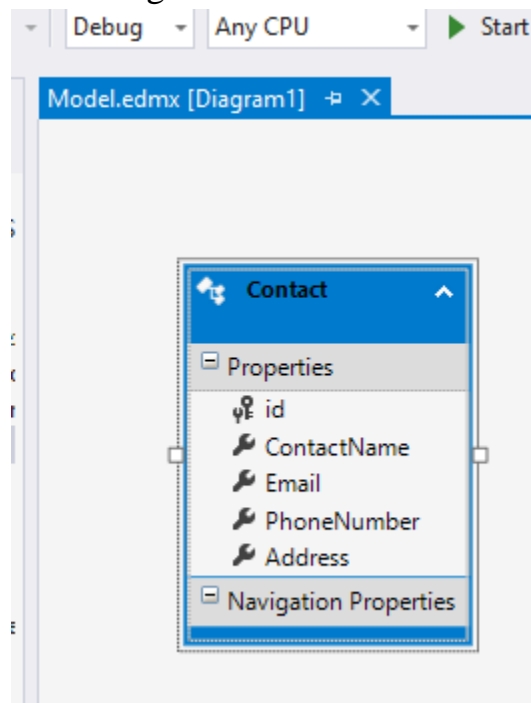 Debug Any CPU Start
Model.edmx [Diagram1]
Contact
Properties
id
ContactName
Email
PhoneNumber
Address
Navigation Properties